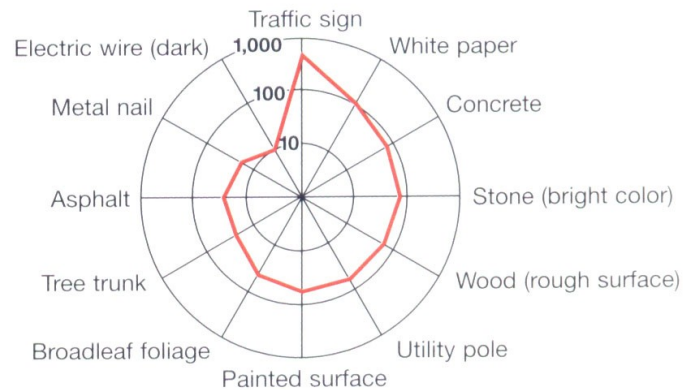 Traffic sign
Electric wire (dark)
1,000
White paper
Metal nail
100
Concrete
10
Asphalt
Stone (bright color)
Tree trunk
Wood (rough surface)
Broadleaf foliage
Utility pole
Painted surface